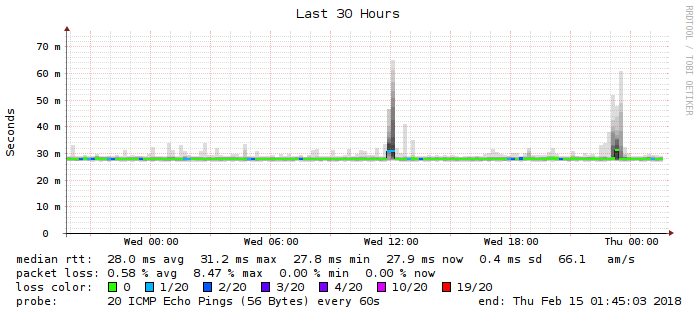 Last 30 Hours
RRDTOOL / TOBI OETIKER
Seconds
70 m
60 m
50 m
40 m
30 m
20 m
10 m
0
Wed 00:00 Wed 06:00 Wed 12:00 Wed 18:00 Thu 00:00
median rtt: 28.0 ms avg 31.2 ms max 27.8 ms min 27.9 ms now 0.4 ms sd 66.1 am/s
packet loss: 0.58 % avg 8.47 % max 0.00 % min 0.00 % now
loss color: 0 1/20 2/20 3/20 4/20 10/20 19/20
probe: 20 ICMP Echo Pings (56 Bytes) every 60s end: Thu Feb 15 01:45:03 2018